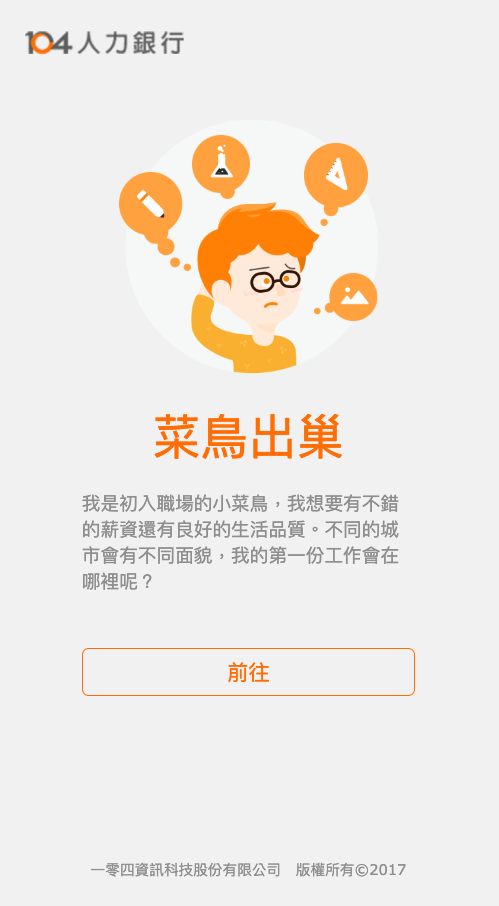 104人力銀行
菜鳥出巢
我是初入職場的小菜鳥，我想要有不錯
的薪資還有良好的生活品質。不同的城
市會有不同面貌，我的第一份工作會在
哪裡呢？
前往
一零四資訊科技股份有限公司　版權所有©2017